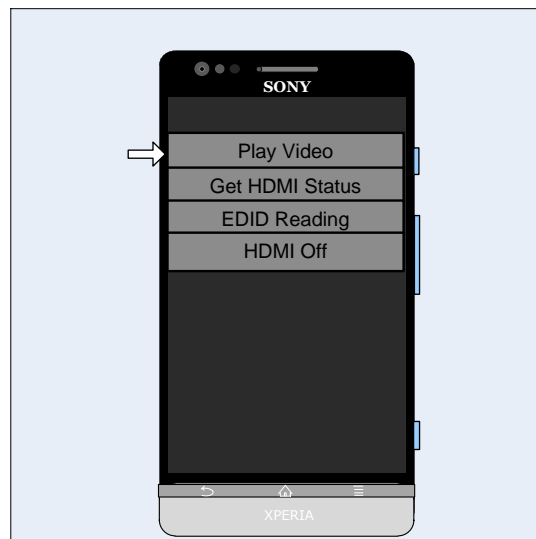 SONY
Play Video
Get HDMI Status
EDID Reading
HDMI Off
XPERIA